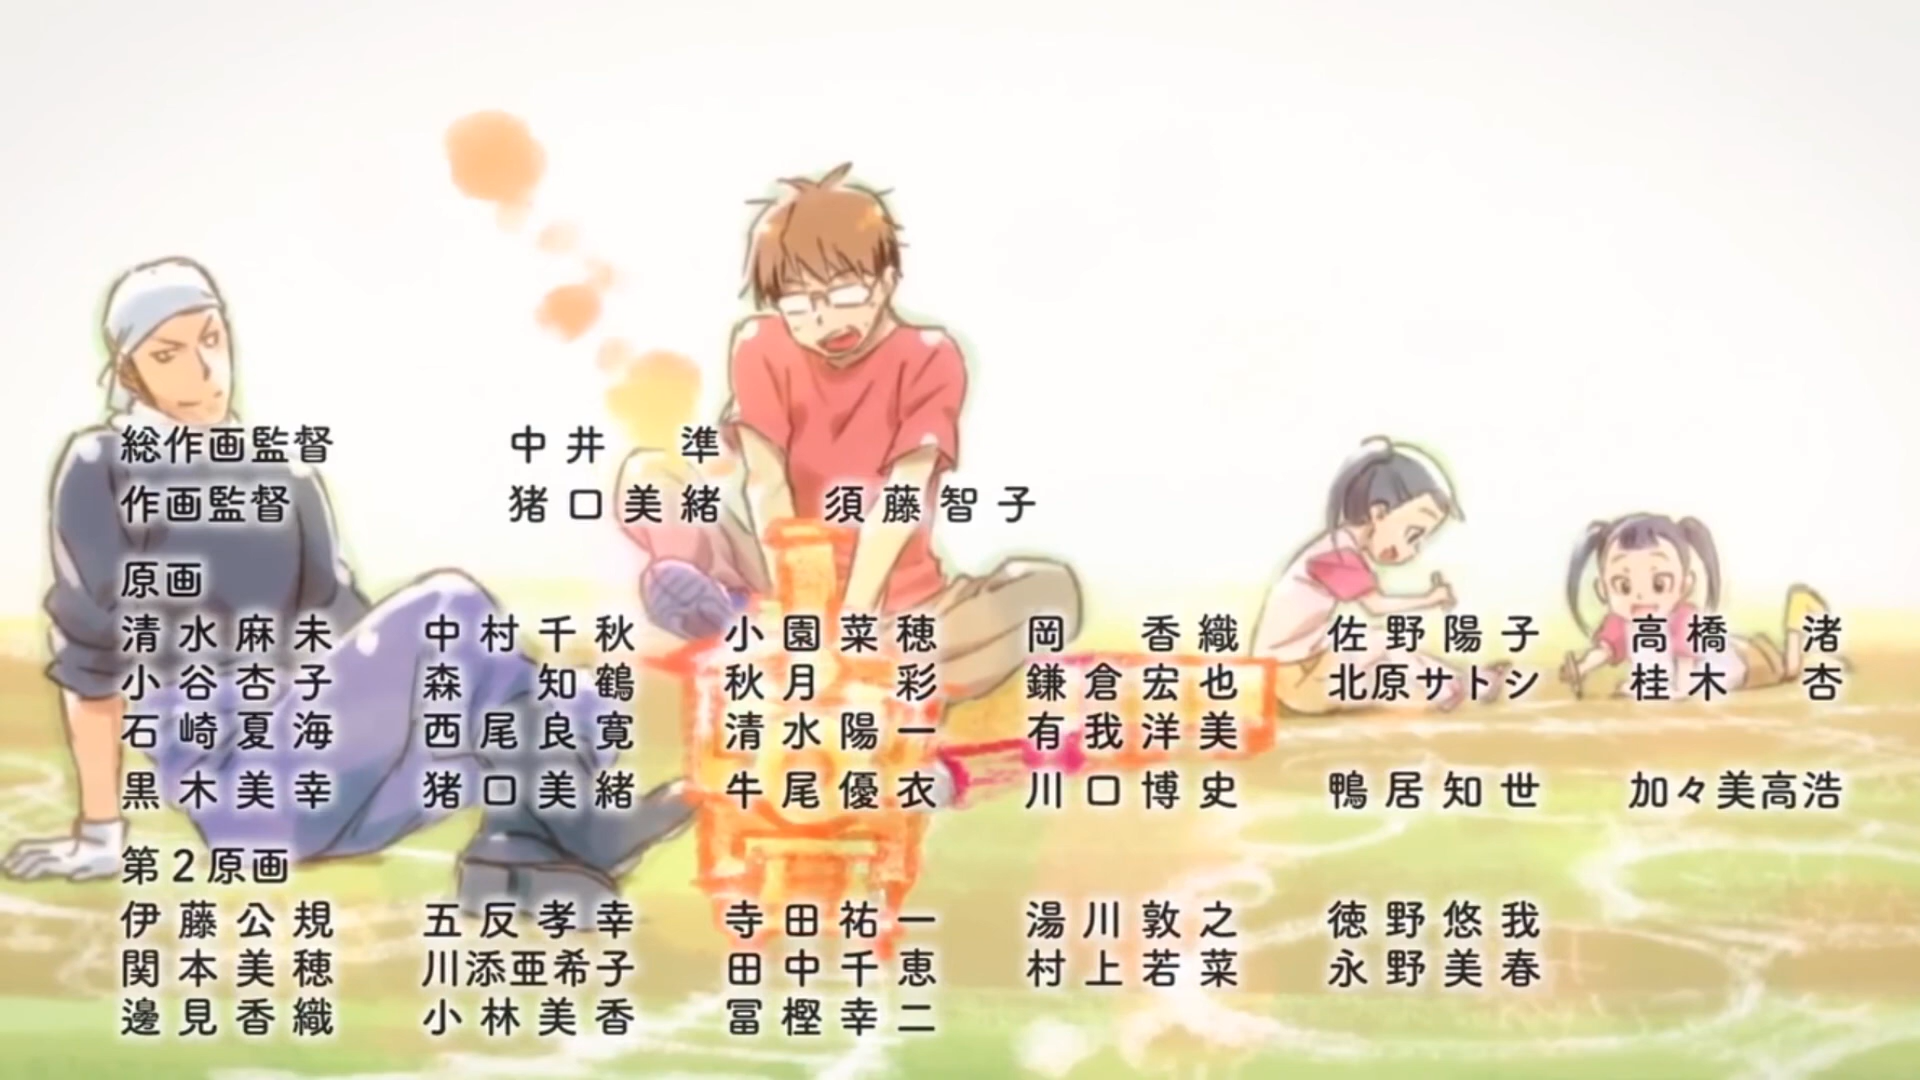 総作画監督 中井 準
作画監督 猪口美緒 須藤智子
原画
清水麻未 中村千秋 小園菜穂 岡 香織 佐野陽子 高橋 渚
小谷杏子 森 知鶴 秋月 彩 鎌倉宏也 北原サトシ 桂木 杏
石崎夏海 西尾良寛 清水陽一 有我洋美
黒木美幸 猪口美緒 牛尾優衣 川口博史 鴨居知世 加々美高浩
第2原画
伊藤公規 五反孝幸 寺田祐一 湯川敦之 徳野悠我
関本美穂 川添亜希子 田中千恵 村上若菜 永野美春
邊見香織 小林美香 冨樫幸二